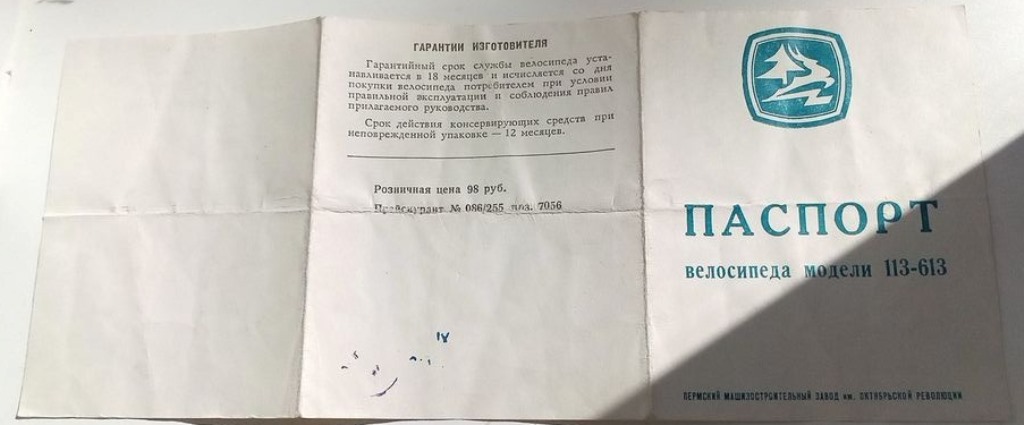 ГАРАНТИИ ИЗГОТОВИТЕЛЯ
Гарантийный срок службы велосипеда уста-
навливается в 18 месяцев и исчисляется со дня
покупки велосипеда потребителем при условии
правильной эксплуатации и соблюдения правил
прилагаемого руководства.
Срок действия консервирующих средств при
неповрежденной упаковке — 12 месяцев.
Розничная цена 98 руб.
Прейскурант № 086/255 поз. 7056
IV
ПАСПОРТ
велосипеда модели 113-613
ПЕРМСКИЙ МАШИНОСТРОИТЕЛЬНЫЙ ЗАВОД им. ОКТЯБРЬСКОЙ РЕВОЛЮЦИИ